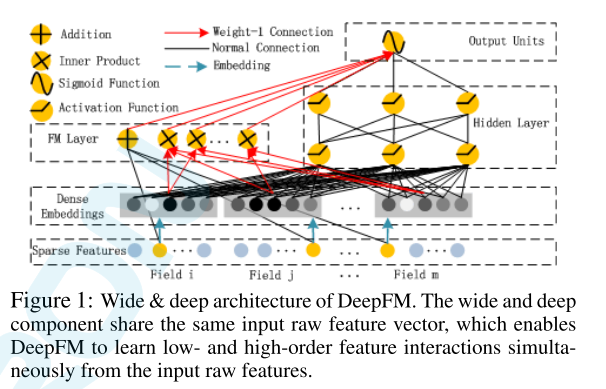 Addition
Weight-1 Connection
Normal Connection
Output Units
Inner Product
Embedding
Sigmoid Function
Activation Function
Hidden Layer
FM Layer
...
Dense
Embeddings
...
Sparse Features
... ... ... ...
Field i Field j ... Field m
Figure 1: Wide & deep architecture of DeepFM. The wide and deep
component share the same input raw feature vector, which enables
DeepFM to learn low- and high-order feature interactions simulta-
neously from the input raw features.